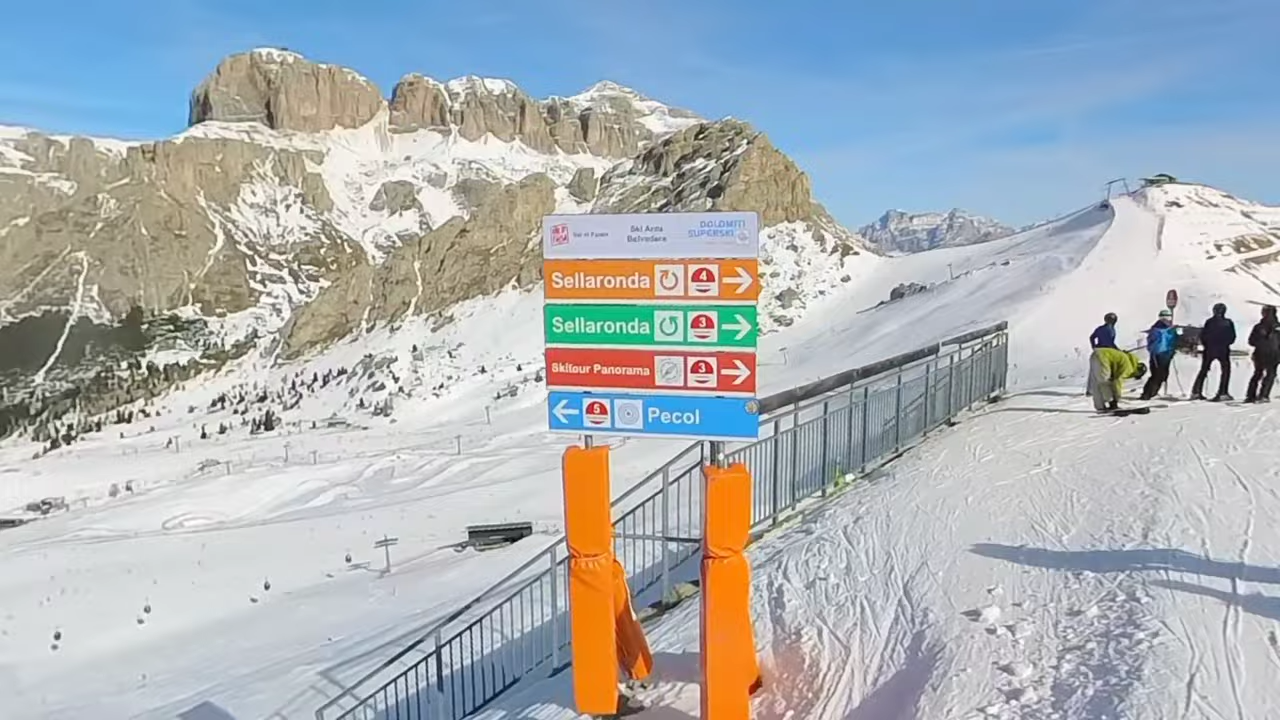 Val di Fassa
Ski Area
Belvedere
DOLOMITI
SUPERSKI
Sellaronda 4
Sellaronda 3
Skitour Panorama 3
5 Pecol